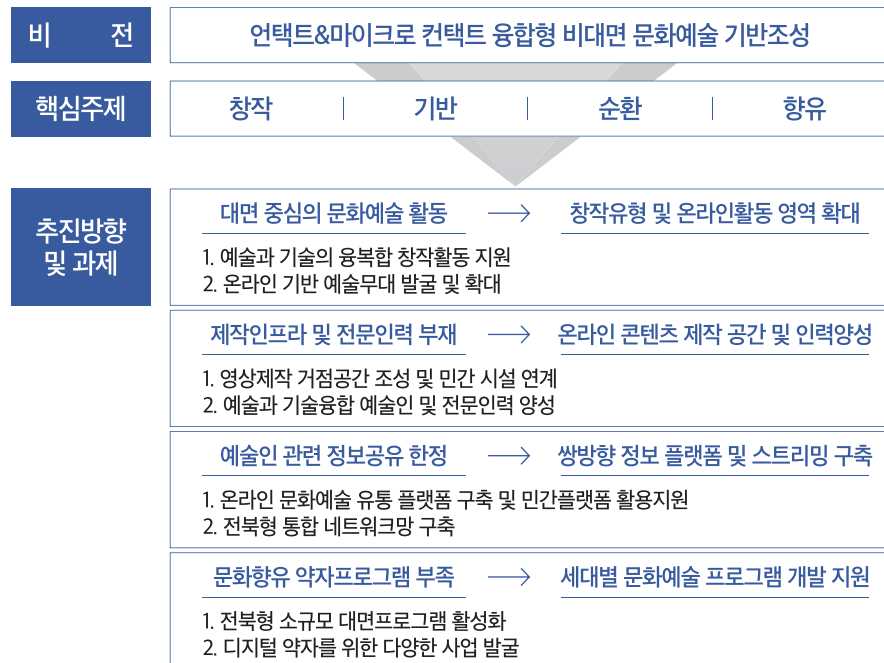 비 전
언택트&마이크로 컨택트 융합형 비대면 문화예술 기반조성
핵심주제
창작 | 기반 | 순환 | 향유
추진방향
및 과제
대면 중심의 문화예술 활동 → 창작유형 및 온라인활동 영역 확대
1. 예술과 기술의 융복합 창작활동 지원
2. 온라인 기반 예술무대 발굴 및 확대
제작인프라 및 전문인력 부재 → 온라인 콘텐츠 제작 공간 및 인력양성
1. 영상제작 거점공간 조성 및 민간 시설 연계
2. 예술과 기술융합 예술인 및 전문인력 양성
예술인 관련 정보공유 한정 → 쌍방향 정보 플랫폼 및 스트리밍 구축
1. 온라인 문화예술 유통 플랫폼 구축 및 민간플랫폼 활용지원
2. 전북형 통합 네트워크망 구축
문화향유 약자프로그램 부족 → 세대별 문화예술 프로그램 개발 지원
1. 전북형 소규모 대면프로그램 활성화
2. 디지털 약자를 위한 다양한 사업 발굴